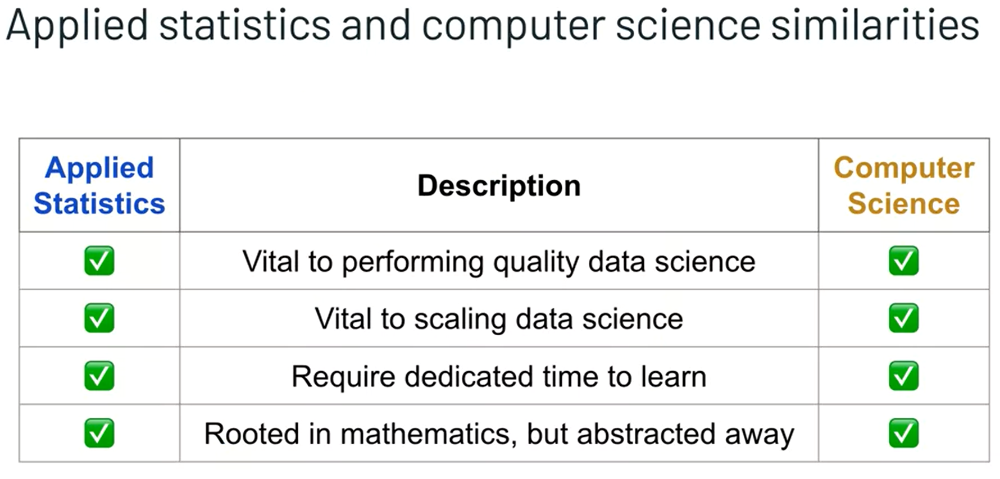 Applied statistics and computer science similarities
Applied
Statistics
Description
Computer
Science
✅ Vital to performing quality data science ✅
✅ Vital to scaling data science ✅
✅ Require dedicated time to learn ✅
✅ Rooted in mathematics, but abstracted away ✅